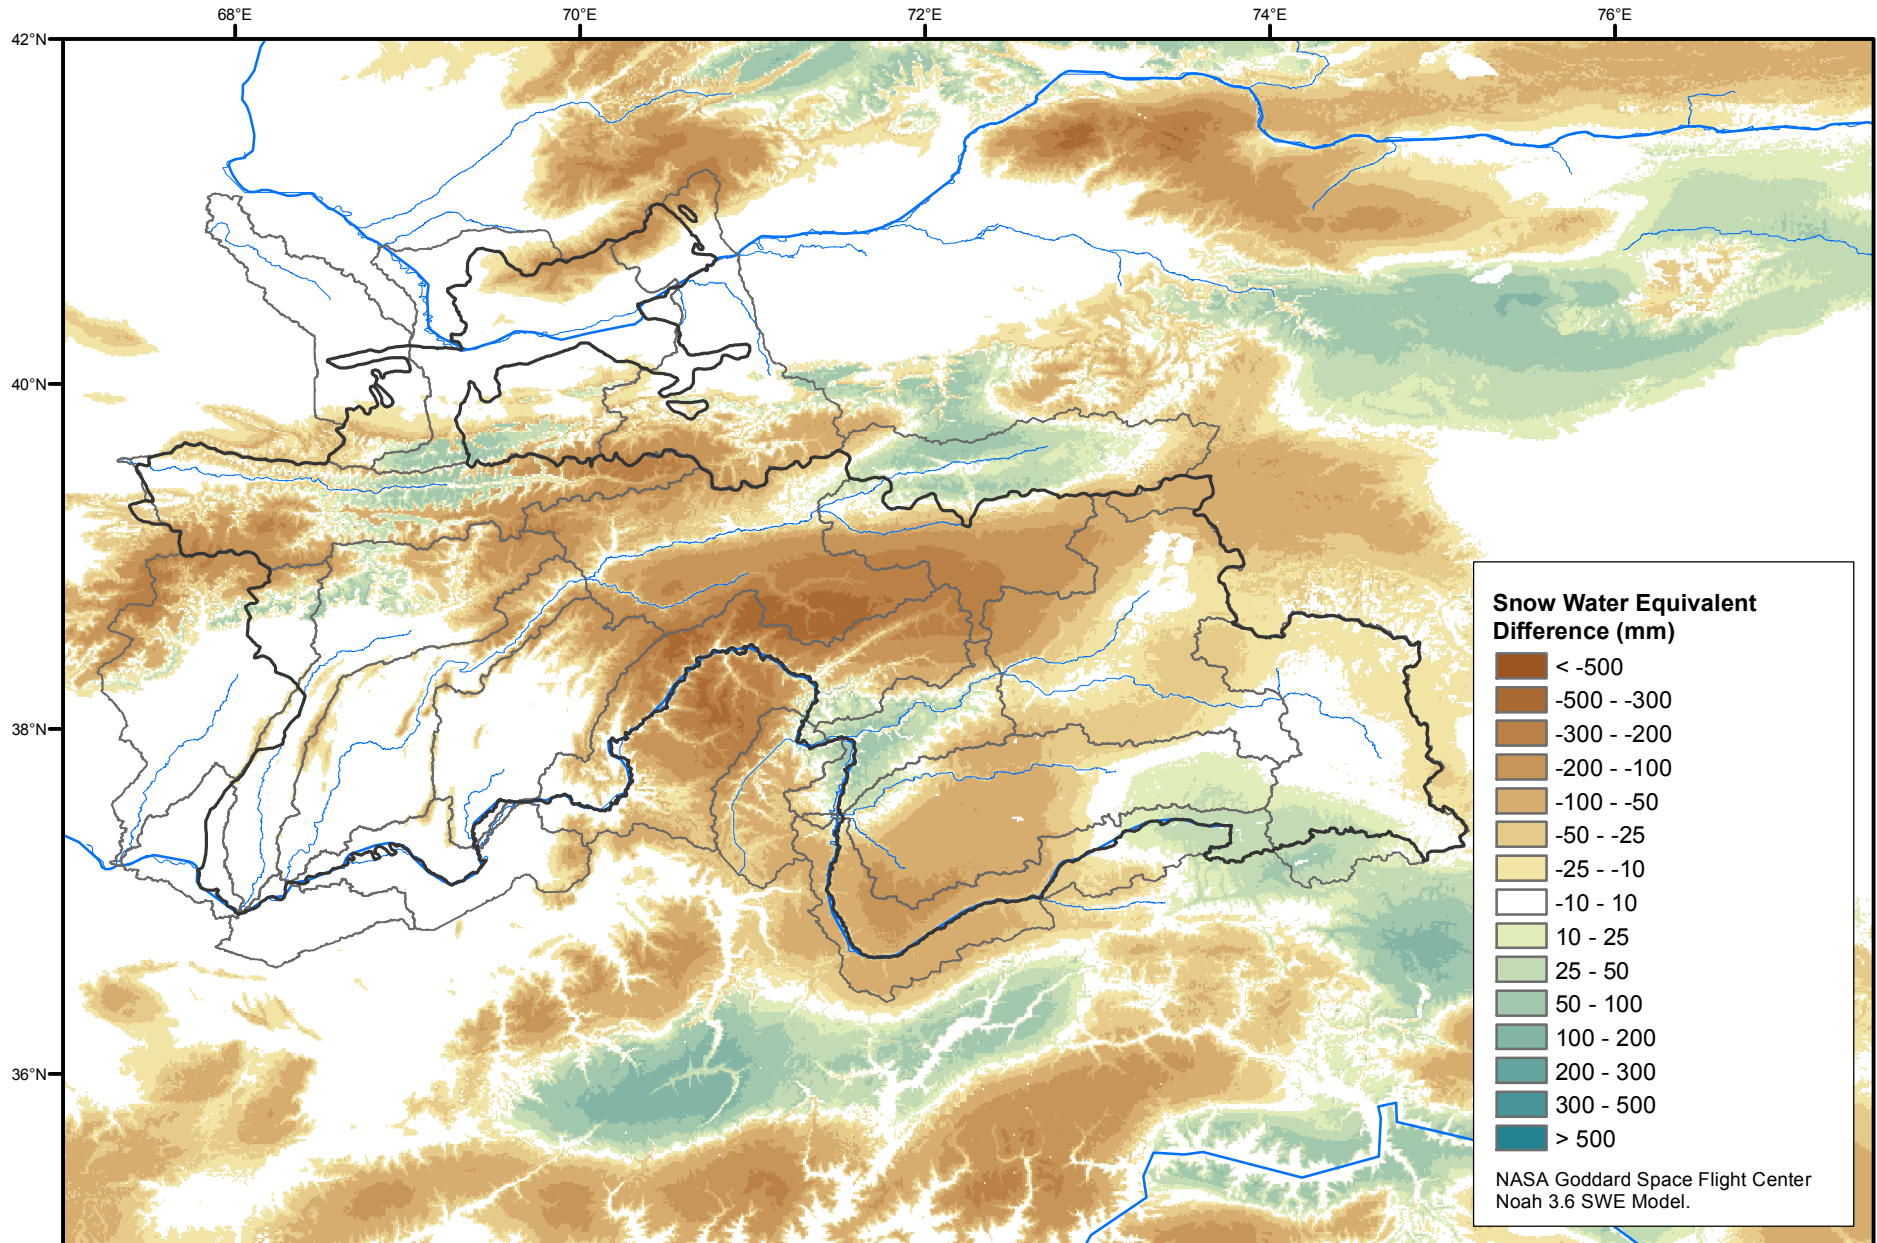 68°E 70°E 72°E 74°E 76°E
42°N
40°N
38°N
36°N
Snow Water Equivalent
Difference (mm)
< -500
-500 - -300
-300 - -200
-200 - -100
-100 - -50
-50 - -25
-25 - -10
-10 - 10
10 - 25
25 - 50
50 - 100
100 - 200
200 - 300
300 - 500
> 500
NASA Goddard Space Flight Center
Noah 3.6 SWE Model.